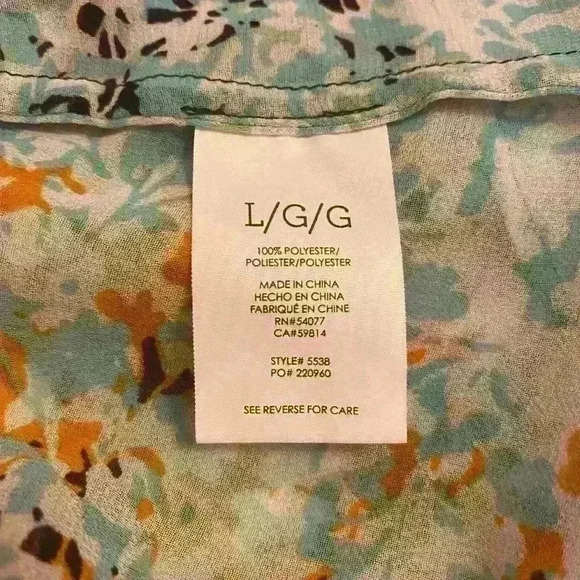 L/G/G
100% POLYESTER/
POLIESTER/POLYESTER
MADE IN CHINA
HECHO EN CHINA
FABRIQUÉ EN CHINE
RN#54077
CA#59814
STYLE# 5538
PO# 220960
SEE REVERSE FOR CARE